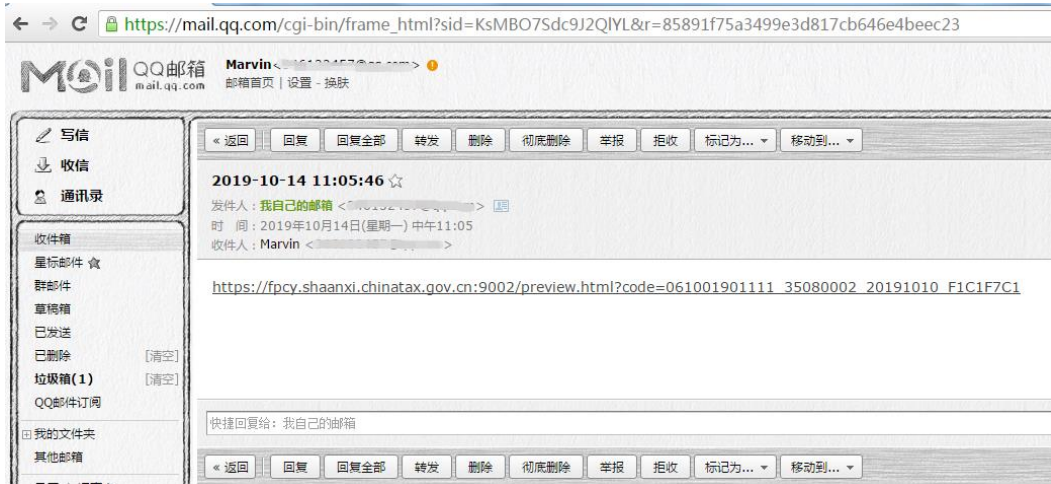 https://mail.qq.com/cgi-bin/frame_html?sid=KsMBO7Sdc9J2QlYL&r=85891f75a3499e3d817cb646e4beec23
Mail QQ邮箱
mail.qq.com
Marvin<
邮箱首页 | 设置 - 换肤
写信
收信
通讯录
收件箱
星标邮件
群邮件
草稿箱
已发送
已删除 [清空]
垃圾箱(1) [清空]
QQ邮件订阅
我的文件夹
其他邮箱
« 返回 回复 回复全部 转发 删除 彻底删除 举报 拒收 标记为... 移动到...
2019-10-14 11:05:46
发件人：我自己的邮箱 <
时 间：2019年10月14日(星期一) 中午11:05
收件人：Marvin <
https://fpcy.shaanxi.chinatax.gov.cn:9002/preview.html?code=061001901111_35080002_20191010_F1C1F7C1
快捷回复给：我自己的邮箱
« 返回 回复 回复全部 转发 删除 彻底删除 举报 拒收 标记为... 移动到...